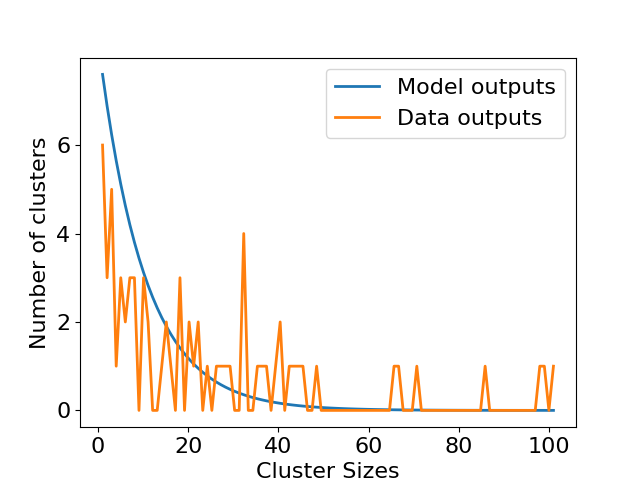 Model outputs
Data outputs
Number of clusters
6
4
2
0
0 20 40 60 80 100
Cluster Sizes